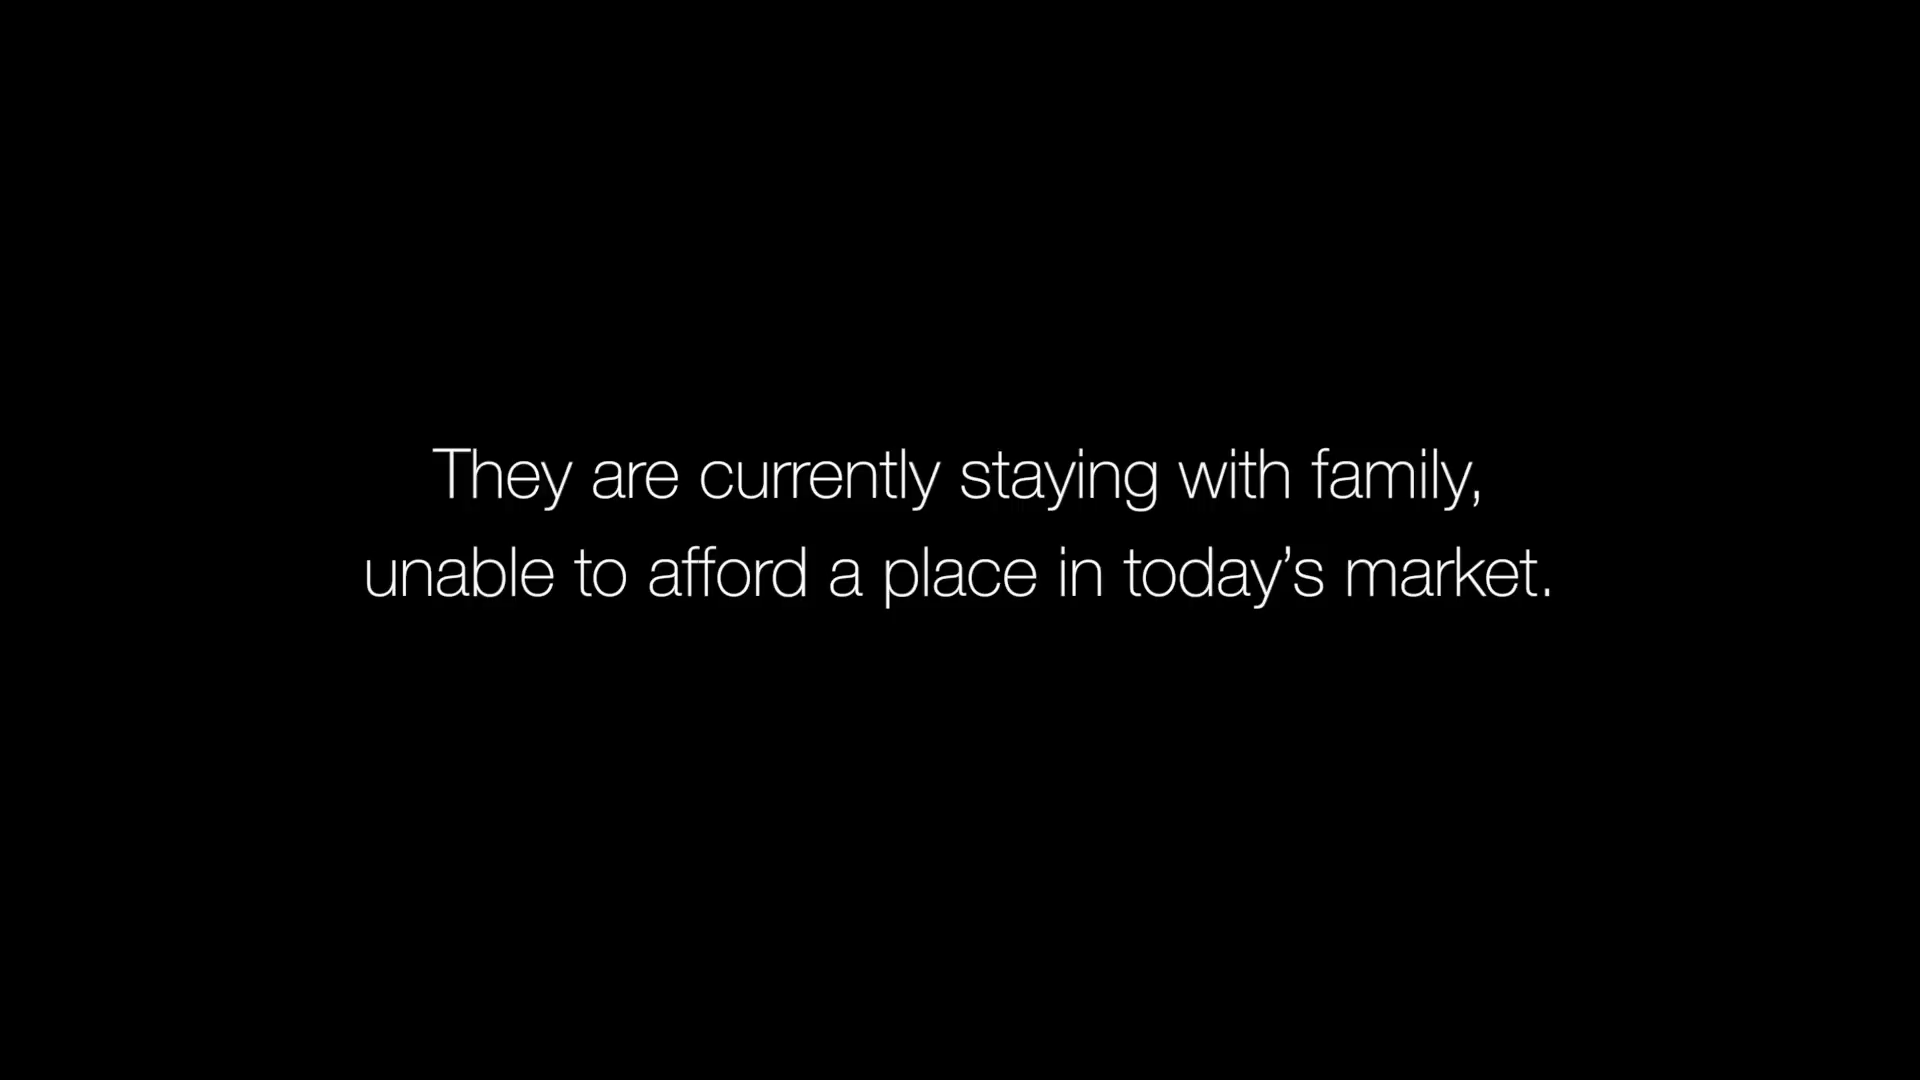 They are currently staying with family,
unable to afford a place in today’s market.